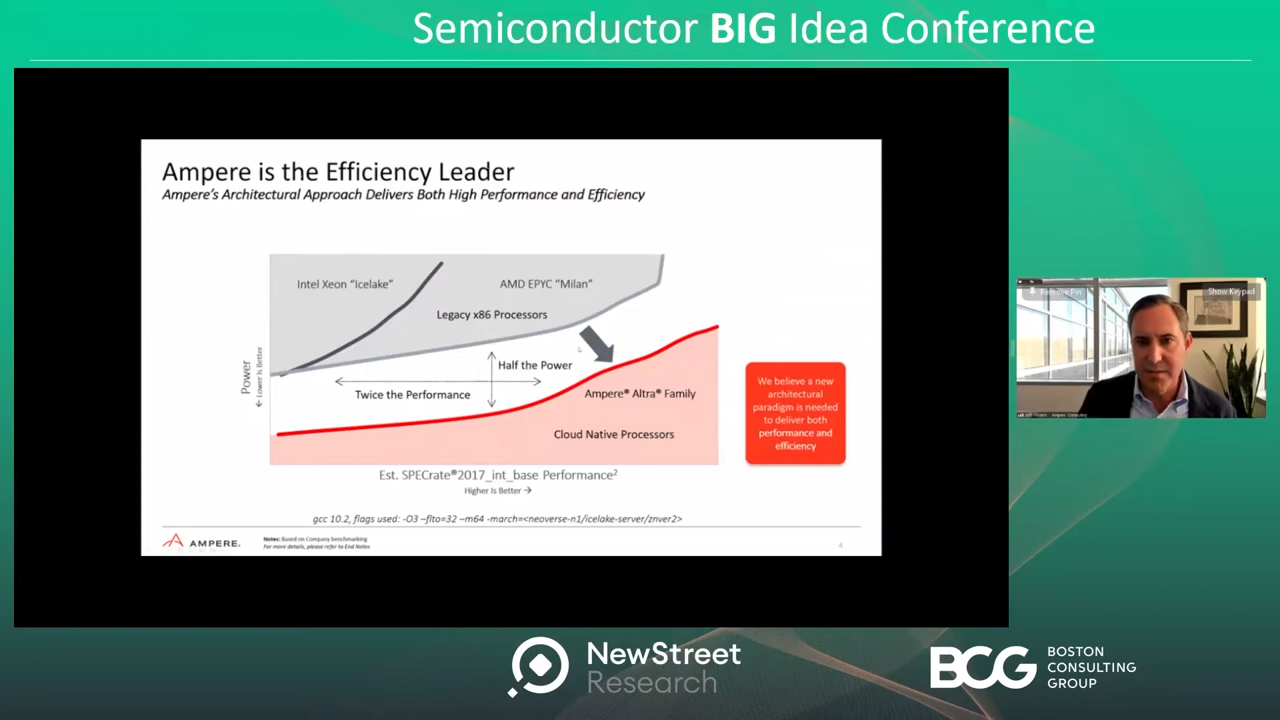 Semiconductor BIG Idea Conference
Ampere is the Efficiency Leader
Ampere's Architectural Approach Delivers Both High Performance and Efficiency
Intel Xeon "Icelake"
AMD EPYC "Milan"
Legacy x86 Processors
Half the Power
Twice the Performance
Ampere® Altra® Family
Cloud Native Processors
Power
← Lower Is Better
Est. SPECrate®2017_int_base Performance²
Higher Is Better →
We believe a new
architectural
paradigm is needed
to deliver both
performance and
efficiency
gcc 10.2, flags used: -O3 –flto=32 –m64 -march=<neoverse-n1/icelake-server/znver2>
AMPERE.
Notes: Based on Company benchmarking
For more details, please refer to End Notes
4
Remove Pin
Show Keypad
NewStreet
Research
BCG
BOSTON
CONSULTING
GROUP